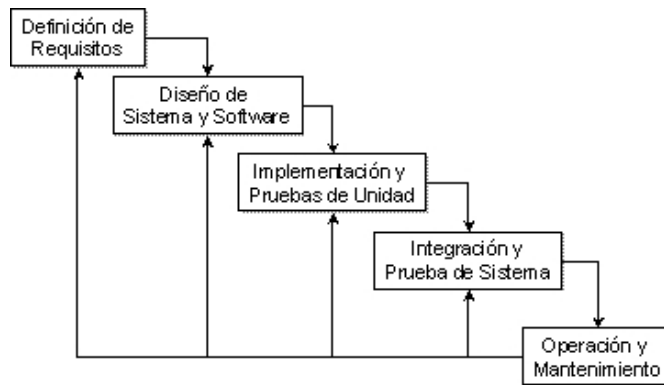 Definición de
Requisitos
Diseño de
Sistema y Software
Implementación y
Pruebas de Unidad
Integración y
Prueba de Sistema
Operación y
Mantenimiento